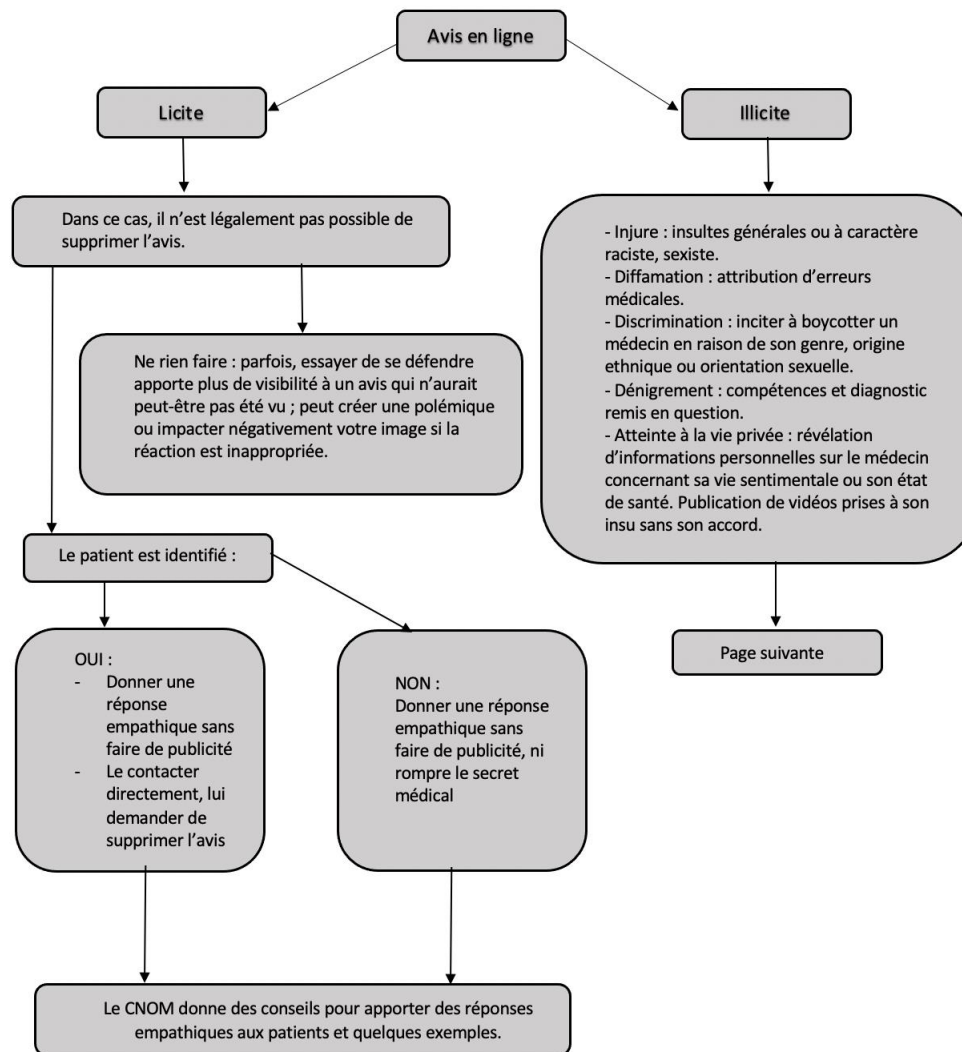 Avis en ligne
Licite
Illicite
Dans ce cas, il n’est légalement pas possible de
supprimer l’avis.
- Injure : insultes générales ou à caractère
raciste, sexiste.
- Diffamation : attribution d’erreurs
médicales.
- Discrimination : inciter à boycotter un
médecin en raison de son genre, origine
ethnique ou orientation sexuelle.
- Dénigrement : compétences et diagnostic
remis en question.
- Atteinte à la vie privée : révélation
d’informations personnelles sur le médecin
concernant sa vie sentimentale ou son état
de santé. Publication de vidéos prises à son
insu sans son accord.
Ne rien faire : parfois, essayer de se défendre
apporte plus de visibilité à un avis qui n’aurait
peut-être pas été vu ; peut créer une polémique
ou impacter négativement votre image si la
réaction est inappropriée.
Le patient est identifié :
Page suivante
OUI :
- Donner une
réponse
empathique sans
faire de publicité
- Le contacter
directement, lui
demander de
supprimer l’avis
NON :
Donner une réponse
empathique sans
faire de publicité, ni
rompre le secret
médical
Le CNOM donne des conseils pour apporter des réponses
empathiques aux patients et quelques exemples.